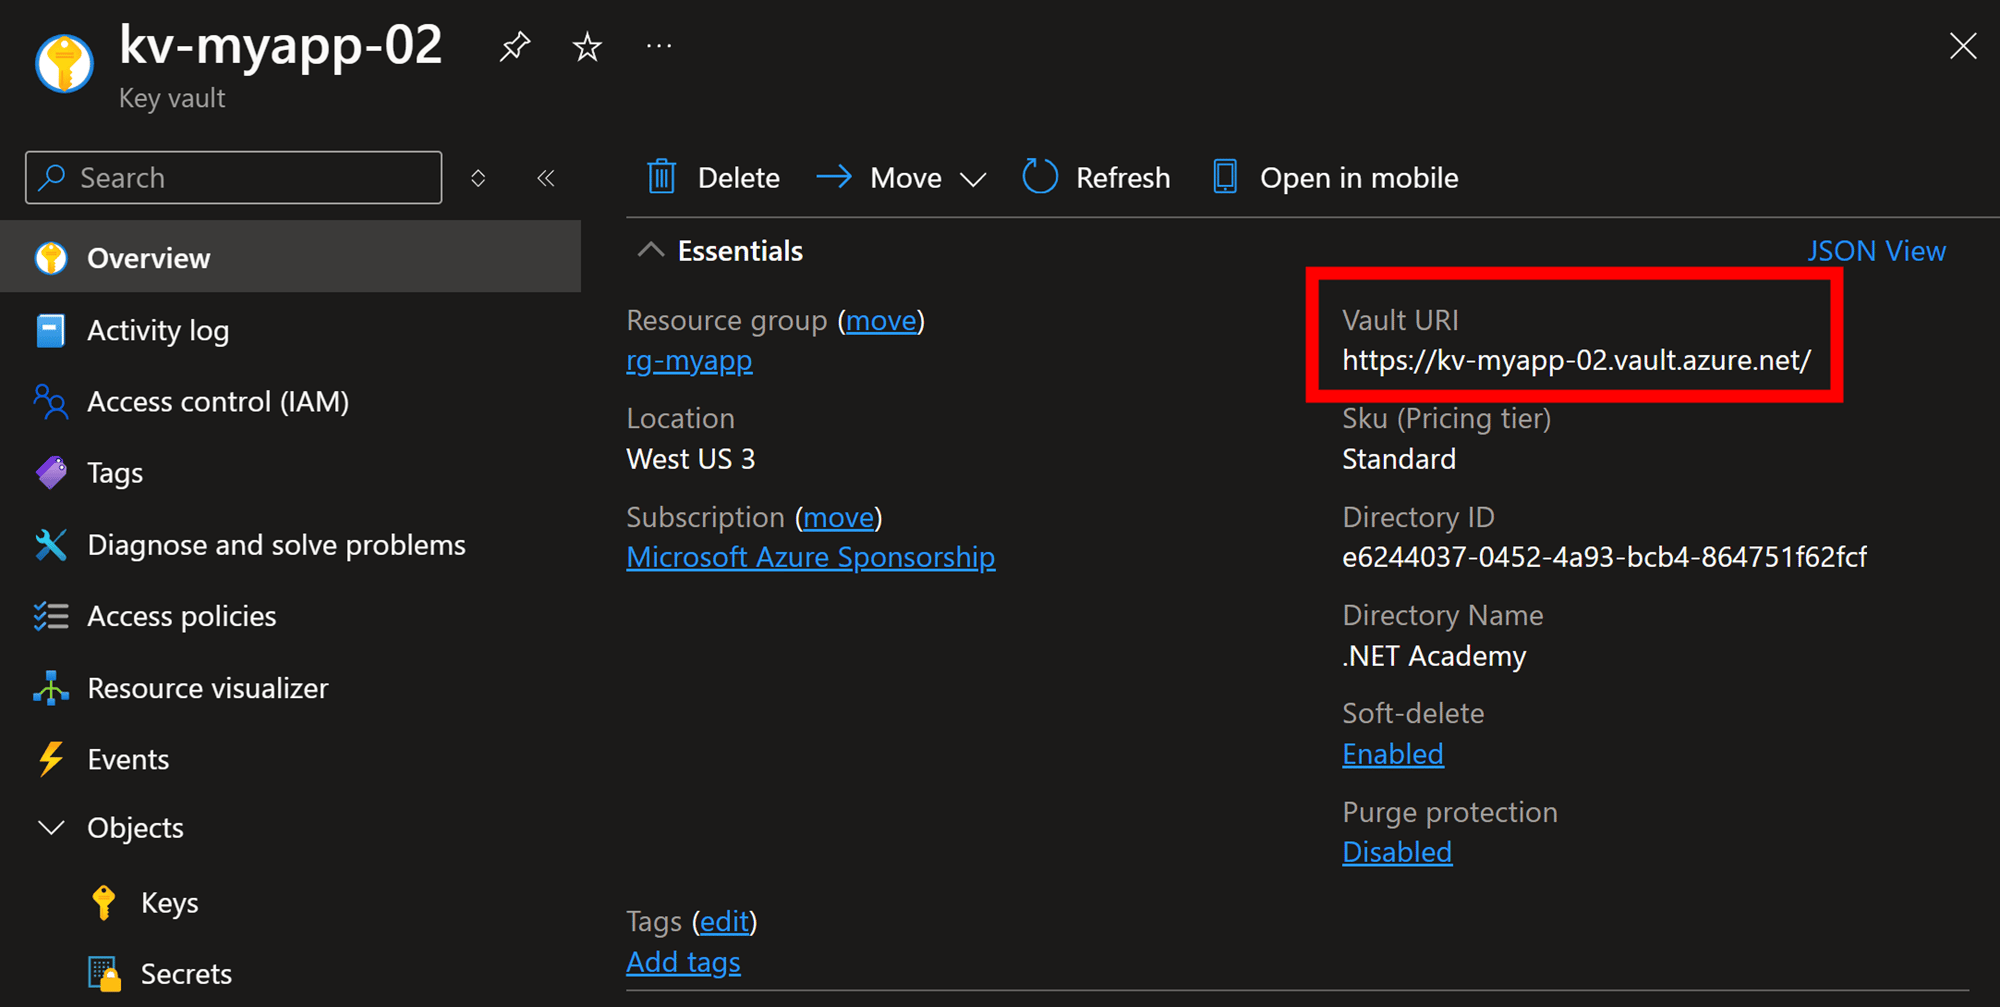 kv-myapp-02
Key vault
Search
Delete Move Refresh Open in mobile
Overview
Activity log
Access control (IAM)
Tags
Diagnose and solve problems
Access policies
Resource visualizer
Events
Objects
Keys
Secrets
Essentials
JSON View
Resource group (move)
rg-myapp
Location
West US 3
Subscription (move)
Microsoft Azure Sponsorship
Vault URI
https://kv-myapp-02.vault.azure.net/
Sku (Pricing tier)
Standard
Directory ID
e6244037-0452-4a93-bcb4-864751f62fcf
Directory Name
.NET Academy
Soft-delete
Enabled
Purge protection
Disabled
Tags (edit)
Add tags